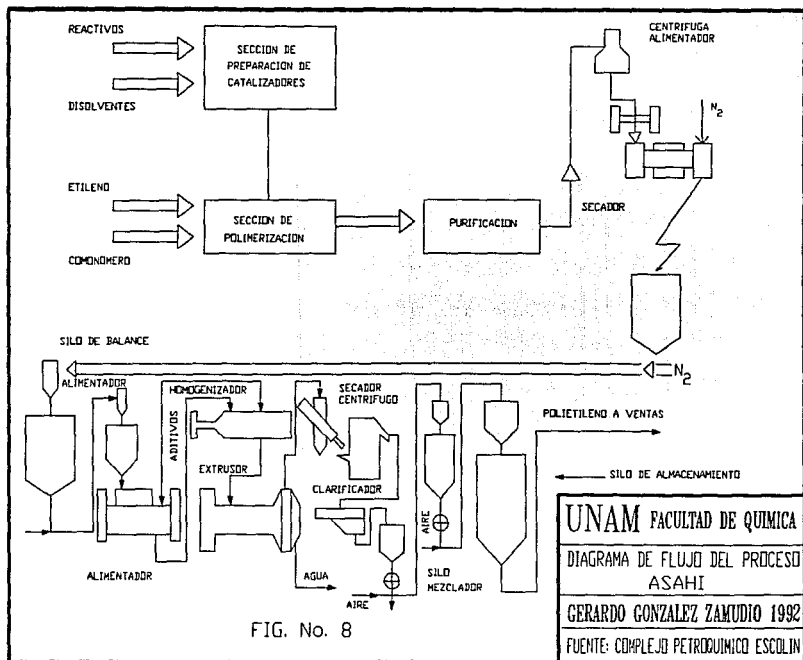 REACTIVOS
DISOLVENTES
SECCION DE
PREPARACION DE
CATALIZADORES
CENTRIFUGA
ALIMENTADOR
N2
ETILENO
COMONOMERO
SECCION DE
POLIMERIZACION
PURIFICACION
SECADOR
SILO DE BALANCE
N2
ALIMENTADOR
ADITIVOS
HOMOGENIZADOR
SECADOR
CENTRIFUGO
POLIETILENO A VENTAS
EXTRUSOR
CLARIFICADOR
SILO DE ALMACENAMIENTO
ALIMENTADOR
AGUA
AIRE
AIRE
SILO
MEZCLADOR
FIG. No. 8
UNAM FACULTAD DE QUIMICA
DIAGRAMA DE FLUJO DEL PROCESO
ASAHI
GERARDO GONZALEZ ZAMUDIO 1992
FUENTE: COMPLEJO PETROQUIMICO ESCOLIN